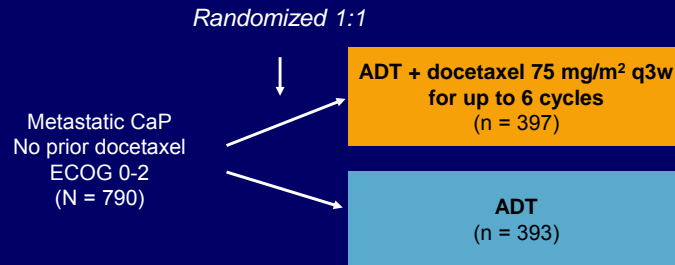 Randomized 1:1
ADT + docetaxel 75 mg/m² q3w
for up to 6 cycles
(n = 397)
Metastatic CaP
No prior docetaxel
ECOG 0-2
(N = 790)
ADT
(n = 393)